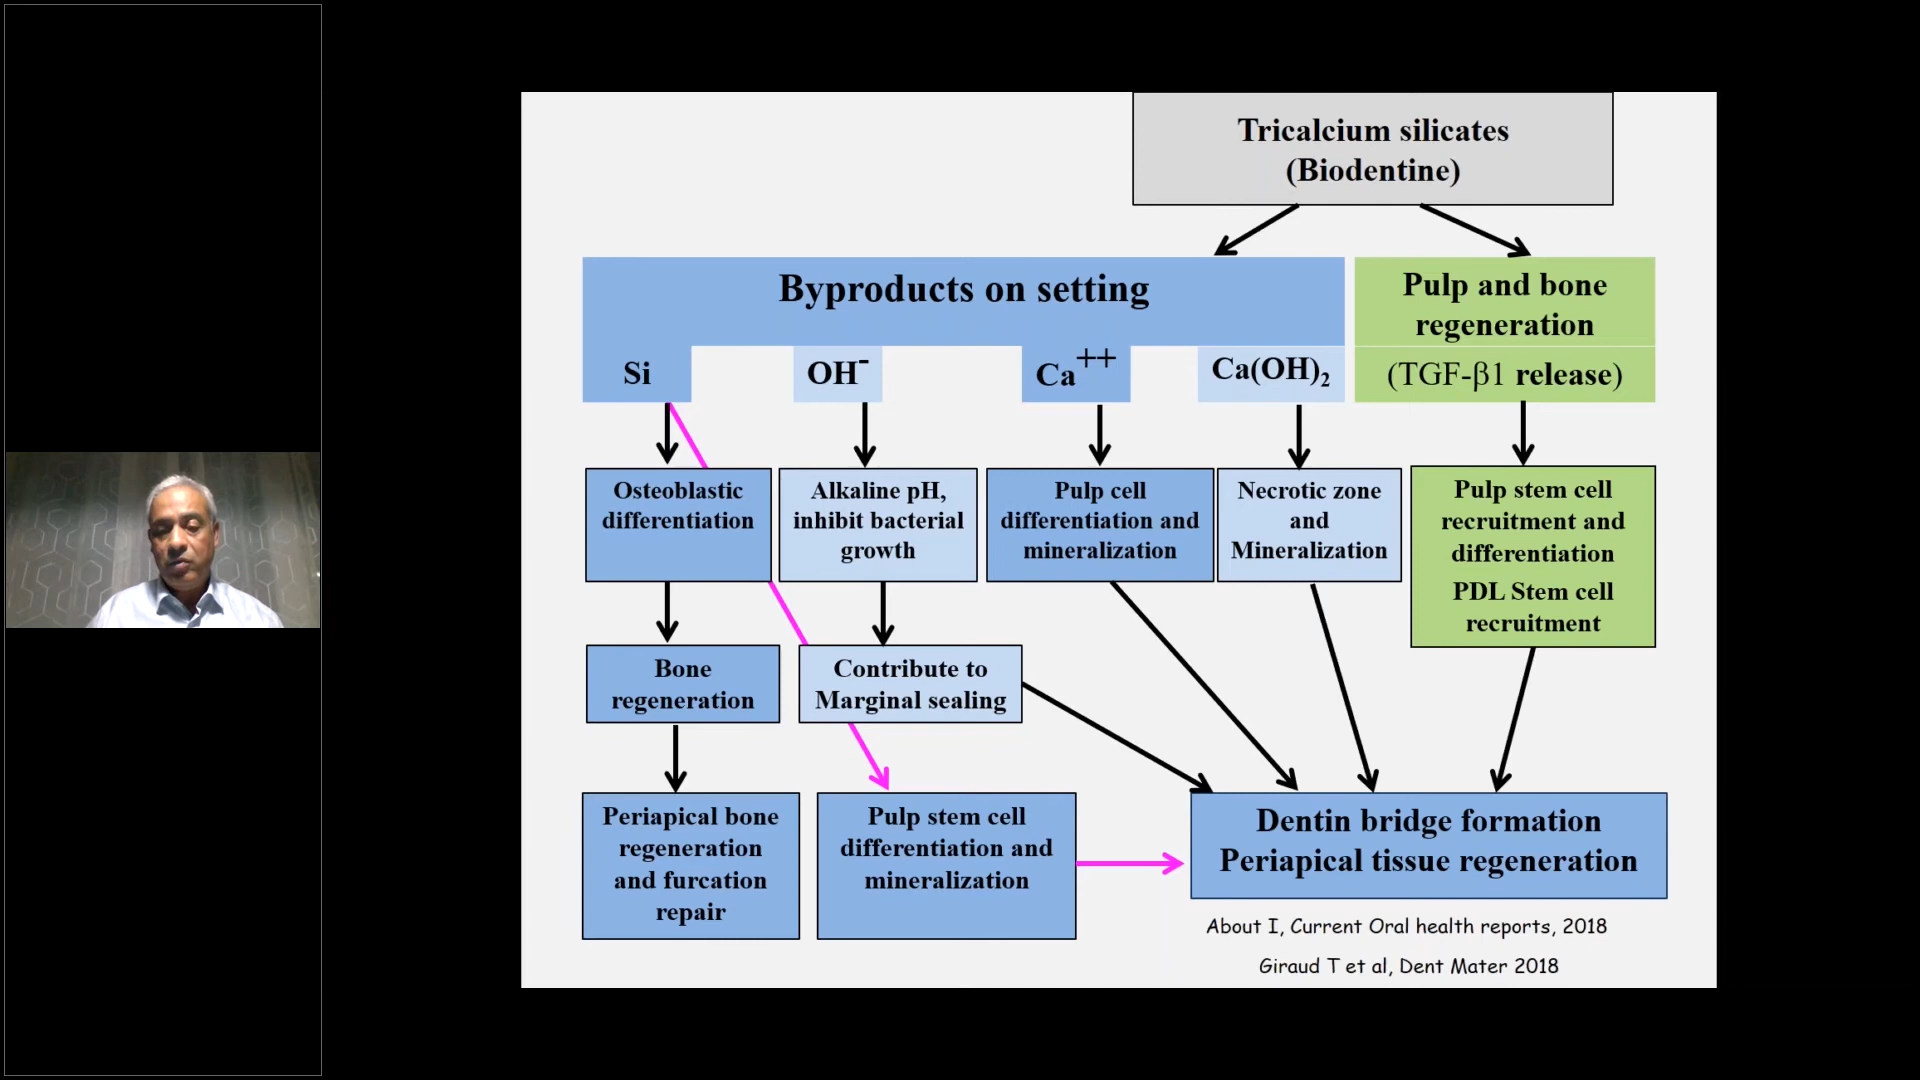 Tricalcium silicates
(Biodentine)
Byproducts on setting
Pulp and bone
regeneration
Si
OH⁻
Ca⁺⁺
Ca(OH)₂
(TGF-β1 release)
Osteoblastic
differentiation
Alkaline pH,
inhibit bacterial
growth
Pulp cell
differentiation and
mineralization
Necrotic zone
and
Mineralization
Pulp stem cell
recruitment and
differentiation
PDL Stem cell
recruitment
Bone
regeneration
Contribute to
Marginal sealing
Periapical bone
regeneration
and furcation
repair
Pulp stem cell
differentiation and
mineralization
Dentin bridge formation
Periapical tissue regeneration
About I, Current Oral health reports, 2018
Giraud T et al, Dent Mater 2018